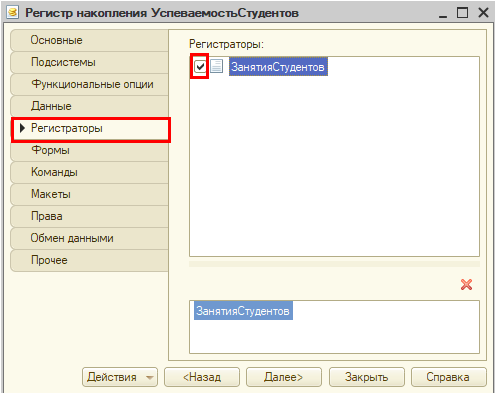 Регистр накопления УспеваемостьСтудентов
Основные
Подсистемы
Функциональные опции
Данные
Регистраторы
Формы
Команды
Макеты
Права
Обмен данными
Прочее
Регистраторы:
ЗанятияСтудентов
ЗанятияСтудентов
Действия
<Назад
Далее>
Закрыть
Справка